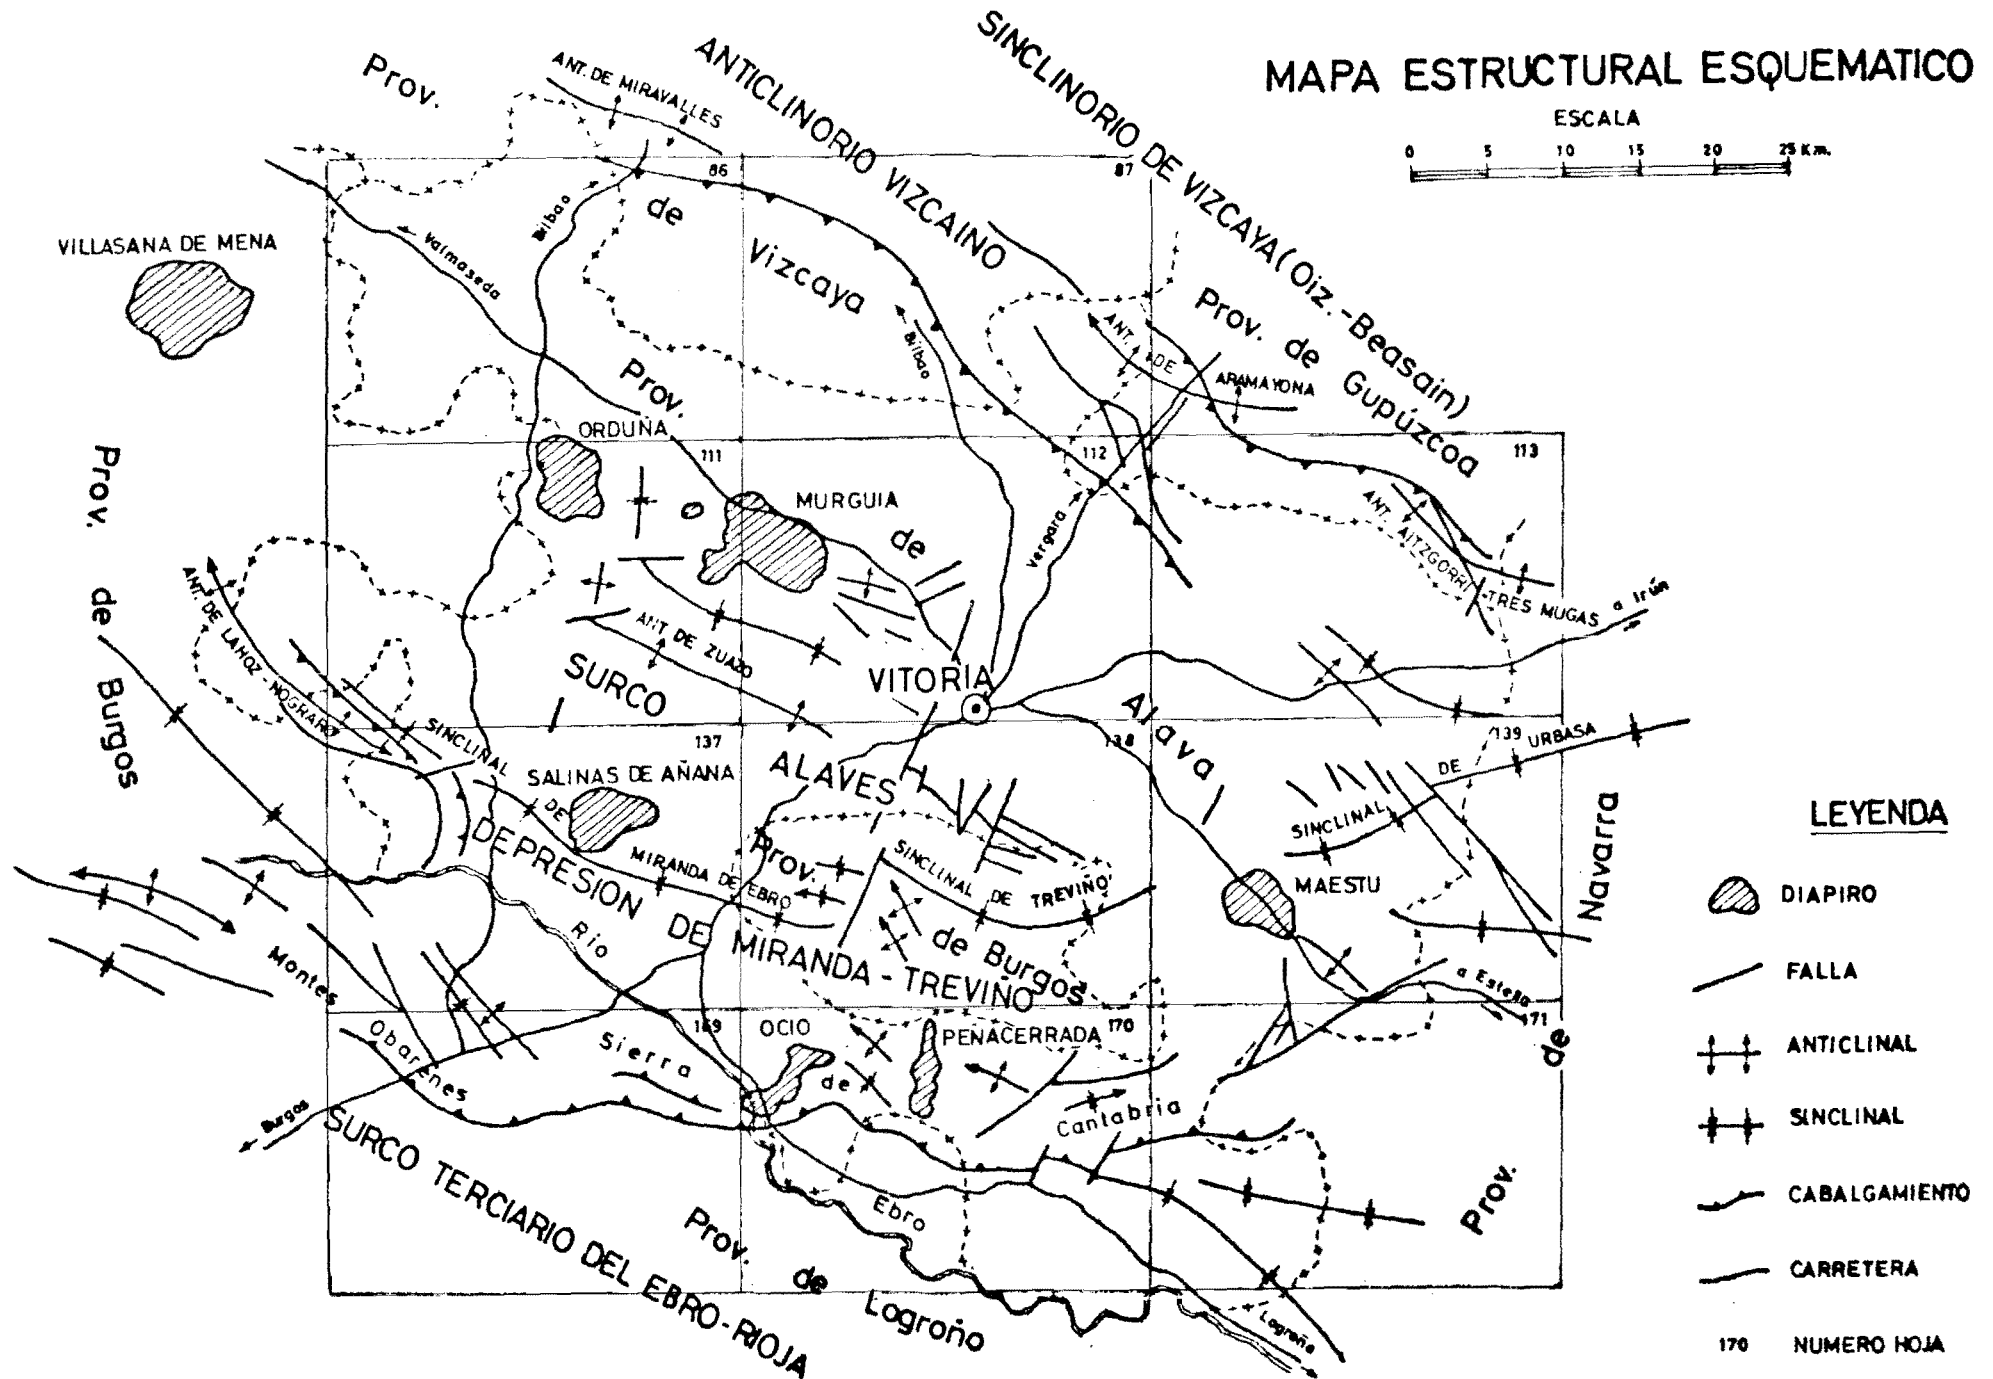 MAPA ESTRUCTURAL ESQUEMATICO
ESCALA
0 5 10 15 20 25 Km.
Prov.
de
Vizcaya
ANT. DE MIRAVALLES
ANTICLINORIO VIZCAINO
SINCLINORIO DE VIZCAYA (Oiz.-Beasain)
86
87
VILLASANA DE MENA
Valmaseda
Bilbao
Bilbao
Prov. de Gupúzcoa
ANT. DE ARAMAYONA
Prov.
de
Alava
ORDUÑA
111
112
113
MURGUIA
Vergara
ANT. AITZGORRI-TRES MUGAS
a Irún
Prov. de Burgos
ANT. DE LAHOZ-NOGRARO
ANT. DE ZUAZO
SURCO
ALAVES
VITORIA
137
138
139
SINCLINAL DE URBASA
SINCLINAL DE MIRANDA DE EBRO
SALINAS DE AÑANA
DEPRESION DE MIRANDA-TREVIÑO
Prov.
de Burgos
SINCLINAL DE TREVIÑO
MAESTU
Navarra
de
Prov.
a Estella
Rio
Ebro
Montes
Obarenes
Sierra
de
Cantabria
169
170
171
OCIO
PEÑACERRADA
Burgos
SURCO TERCIARIO DEL EBRO-RIOJA
Prov. de Logroño
Logroño
LEYENDA
DIAPIRO
FALLA
ANTICLINAL
SINCLINAL
CABALGAMIENTO
CARRETERA
170 NUMERO HOJA